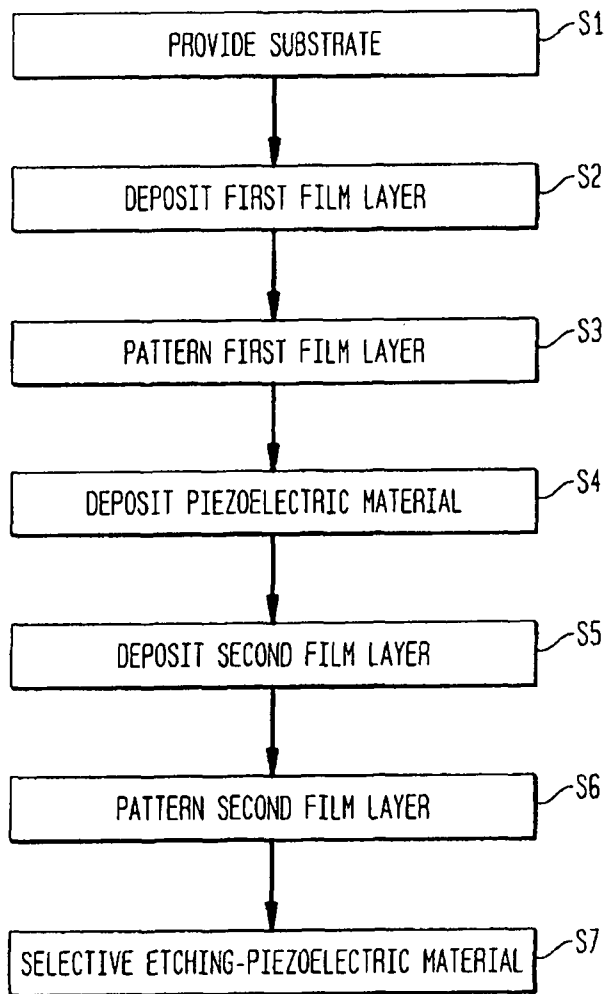 PROVIDE SUBSTRATE
S1
DEPOSIT FIRST FILM LAYER
S2
PATTERN FIRST FILM LAYER
S3
DEPOSIT PIEZOELECTRIC MATERIAL
S4
DEPOSIT SECOND FILM LAYER
S5
PATTERN SECOND FILM LAYER
S6
SELECTIVE ETCHING-PIEZOELECTRIC MATERIAL
S7